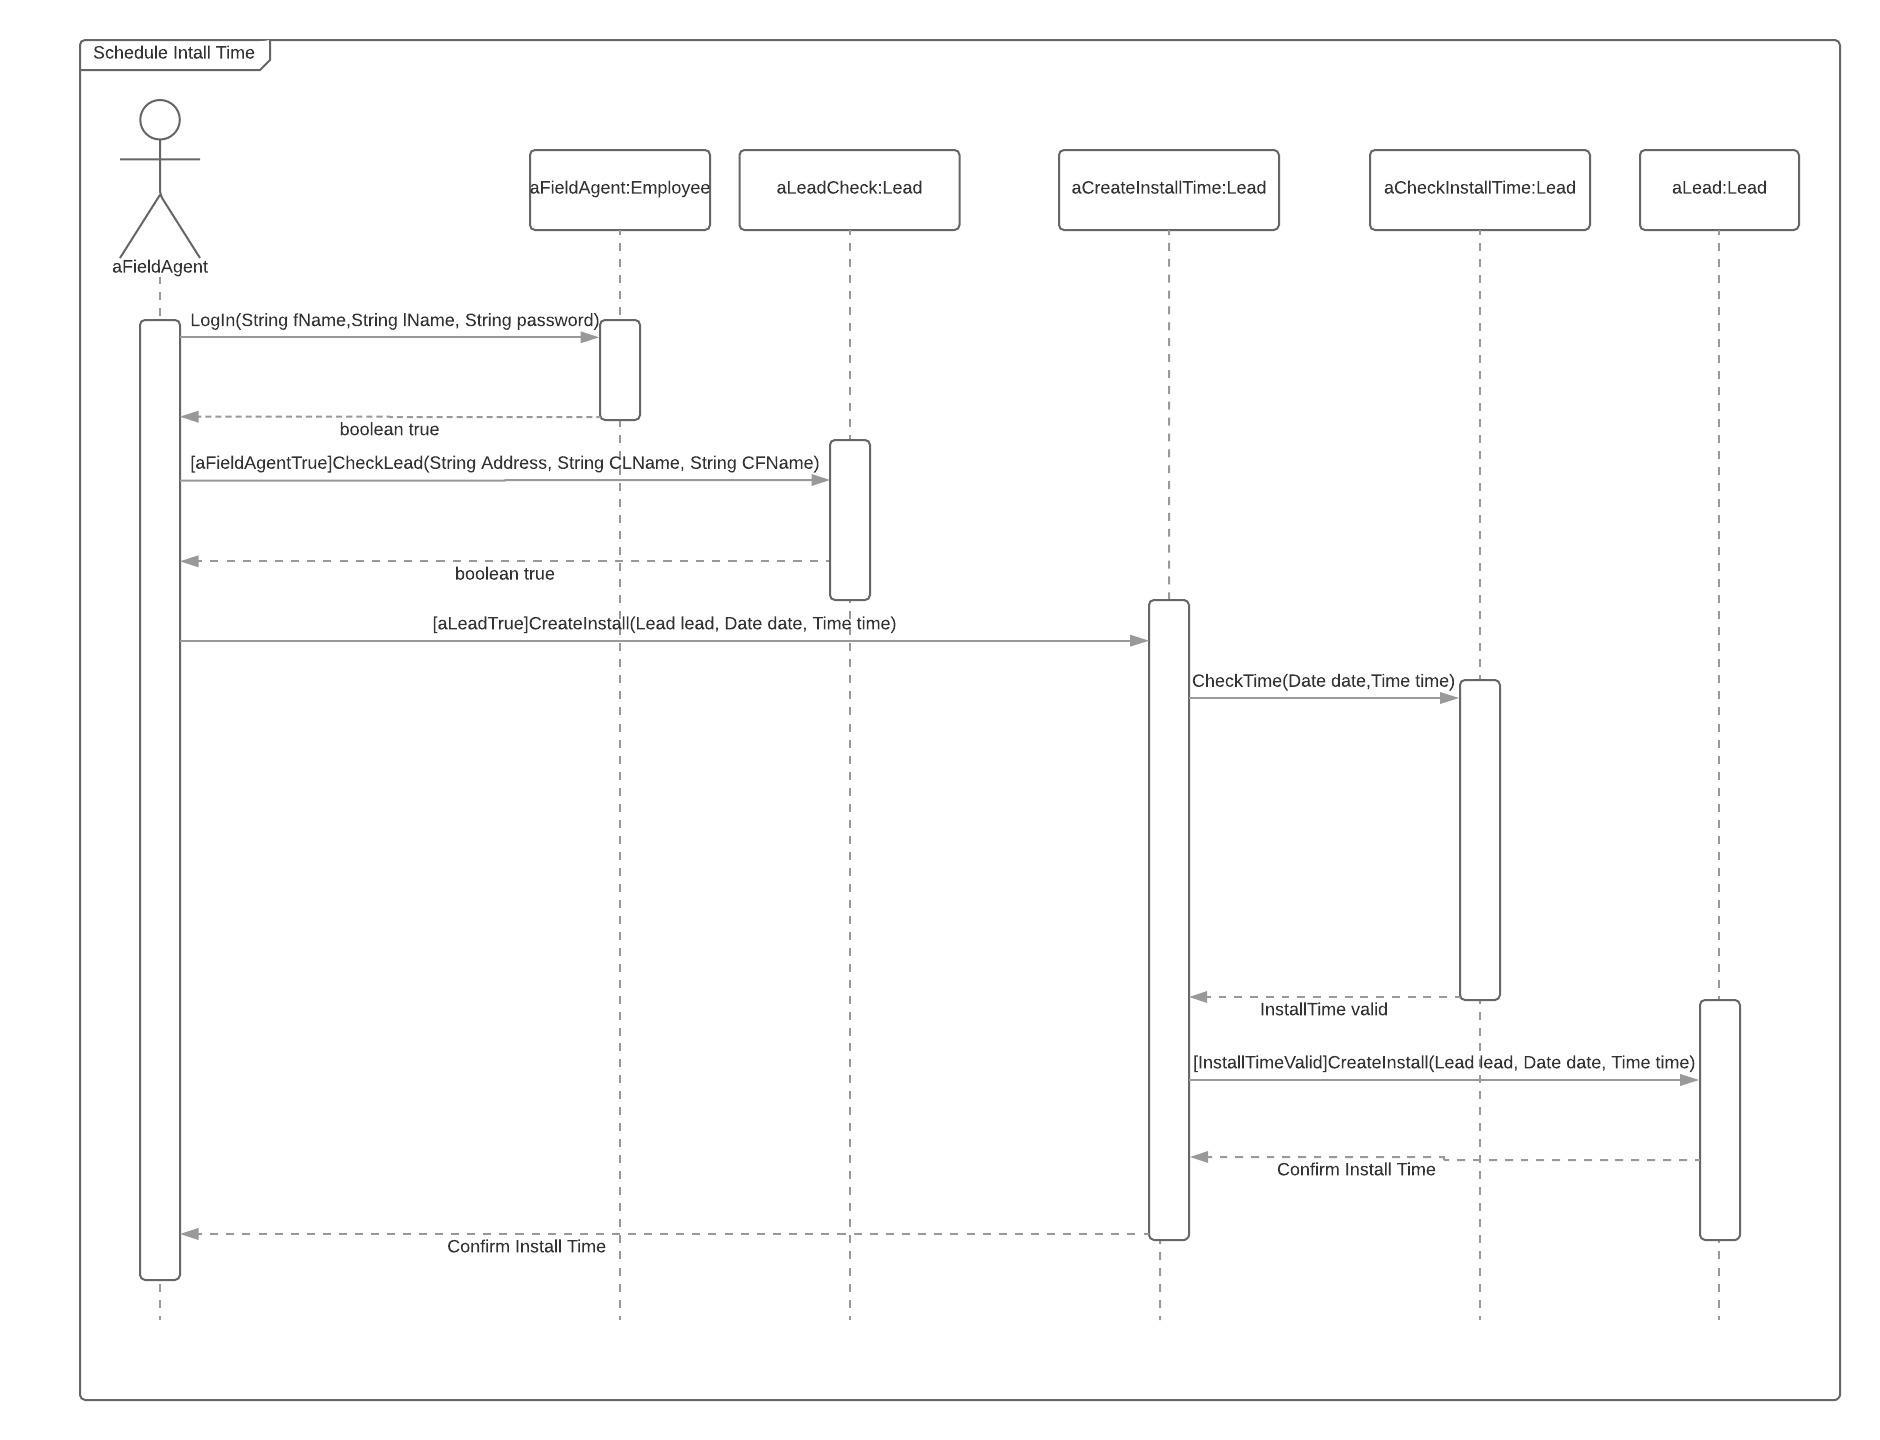 Schedule Intall Time
aFieldAgent
aFieldAgent:Employee
aLeadCheck:Lead
aCreateInstallTime:Lead
aCheckInstallTime:Lead
aLead:Lead
LogIn(String fName,String lName, String password)
boolean true
[aFieldAgentTrue]CheckLead(String Address, String CLName, String CFName)
boolean true
[aLeadTrue]CreateInstall(Lead lead, Date date, Time time)
CheckTime(Date date,Time time)
InstallTime valid
[InstallTimeValid]CreateInstall(Lead lead, Date date, Time time)
Confirm Install Time
Confirm Install Time